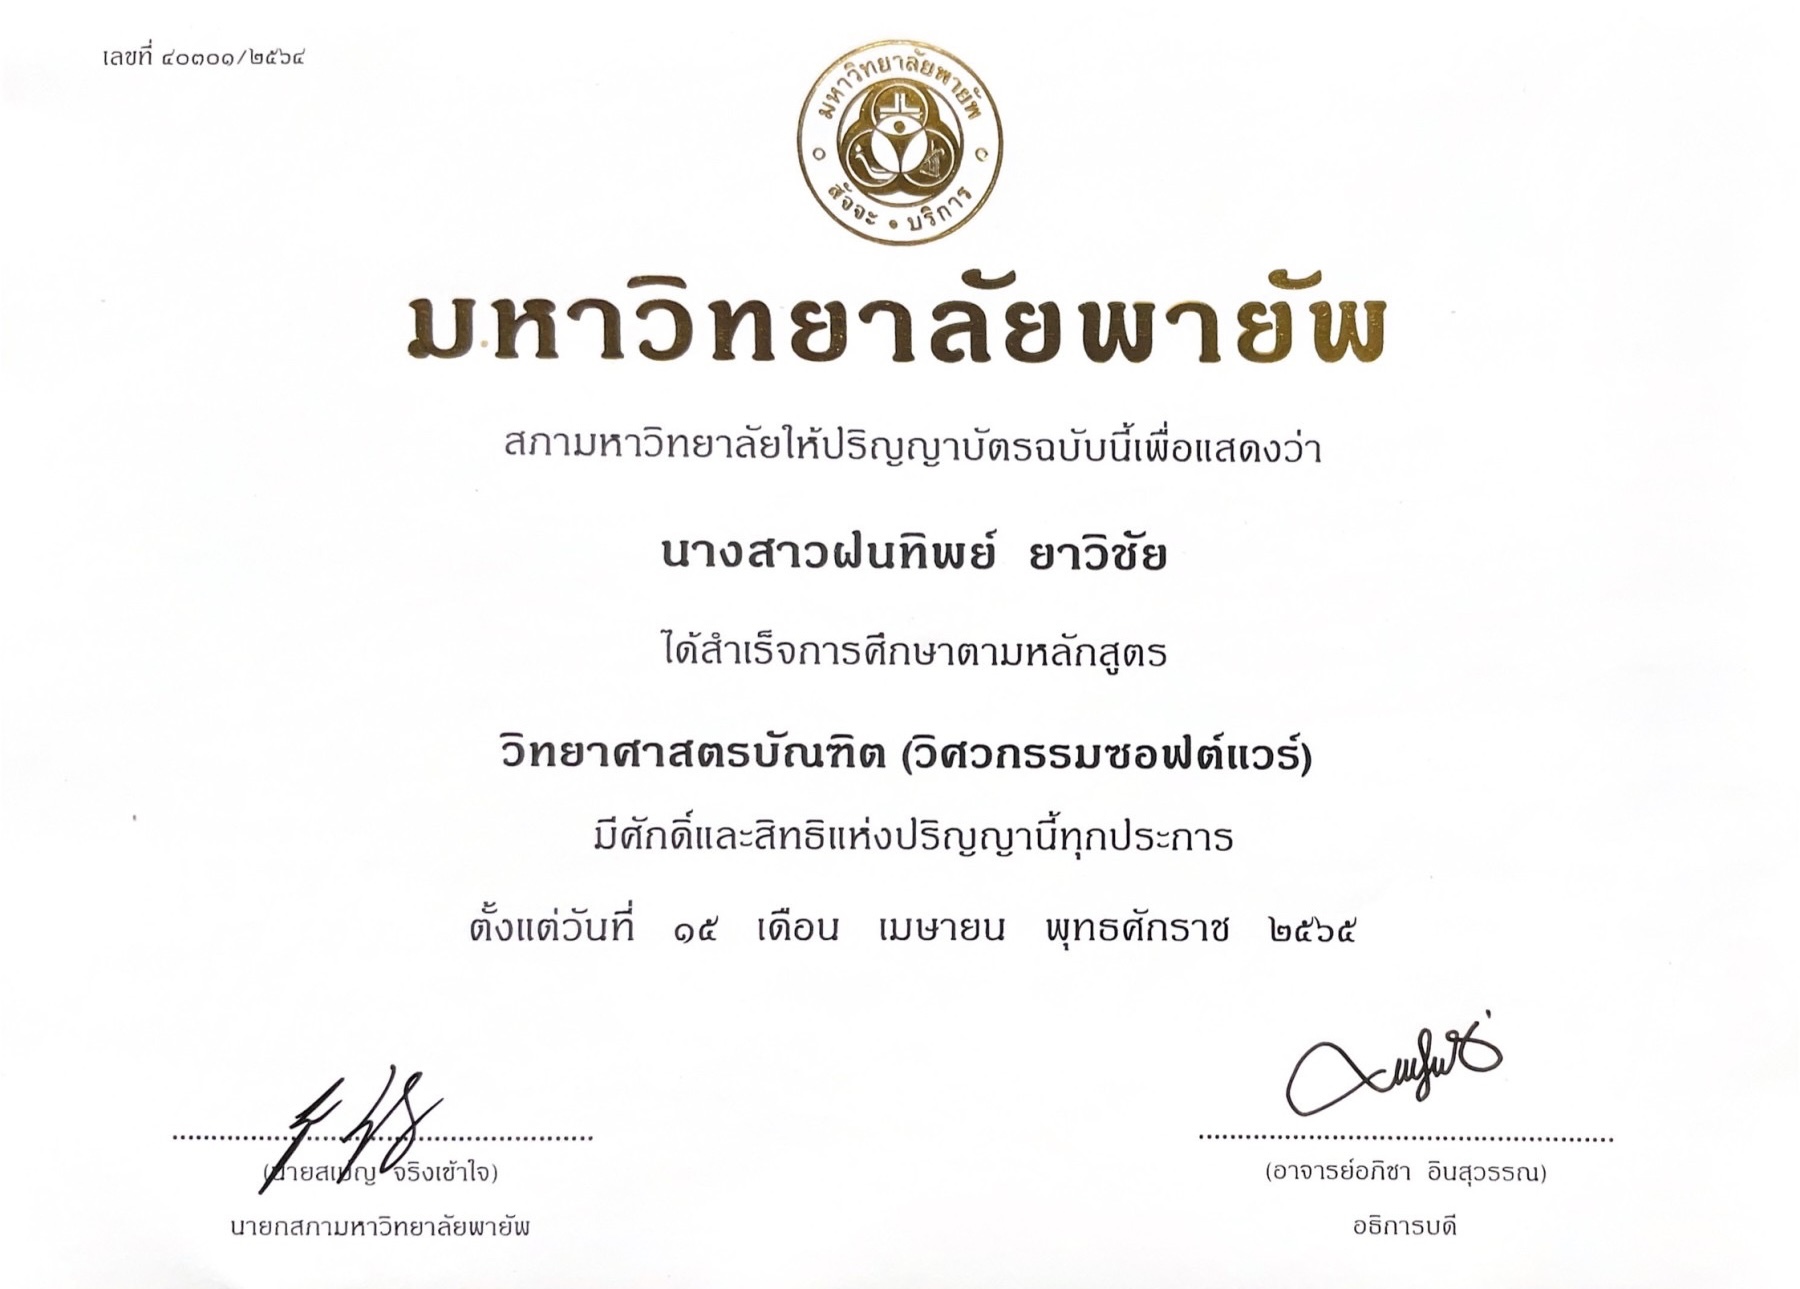 เลขที่ ๔๐๓๐๑/๒๕๖๔
มหาวิทยาลัยพายัพ
สัจจะ • บริการ
มหาวิทยาลัยพายัพ
สภามหาวิทยาลัยให้ปริญญาบัตรฉบับนี้เพื่อแสดงว่า
นางสาวฝนทิพย์ ยาวิชัย
ได้สำเร็จการศึกษาตามหลักสูตร
วิทยาศาสตรบัณฑิต (วิศวกรรมซอฟต์แวร์)
มีศักดิ์และสิทธิแห่งปริญญานี้ทุกประการ
ตั้งแต่วันที่ ๑๕ เดือน เมษายน พุทธศักราช ๒๕๖๕
จริงเข้าใจ)
(อาจารย์อภิชา อินสุวรรณ)
นายกสภามหาวิทยาลัยพายัพ
อธิการบดี